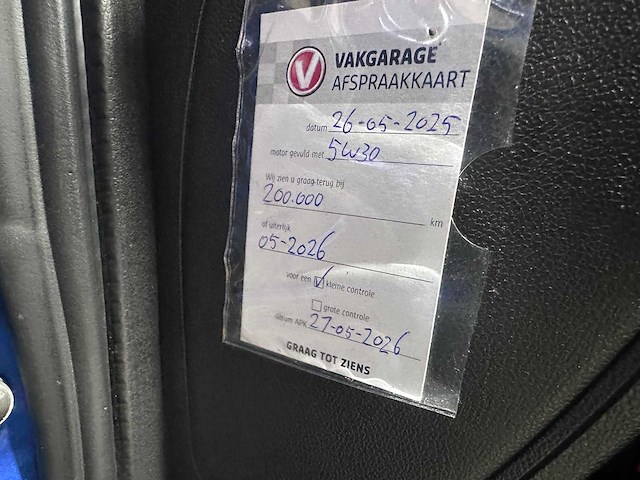 V VAKGARAGE
AFSPRAAKKAART
datum 26-05-2025
motor gevuld met 5W30
Wij zien u graag terug bij
200.000 km
of uiterlijk
05-2026
voor een kleine controle
grote controle
datum APK 27-05-2026
GRAAG TOT ZIENS